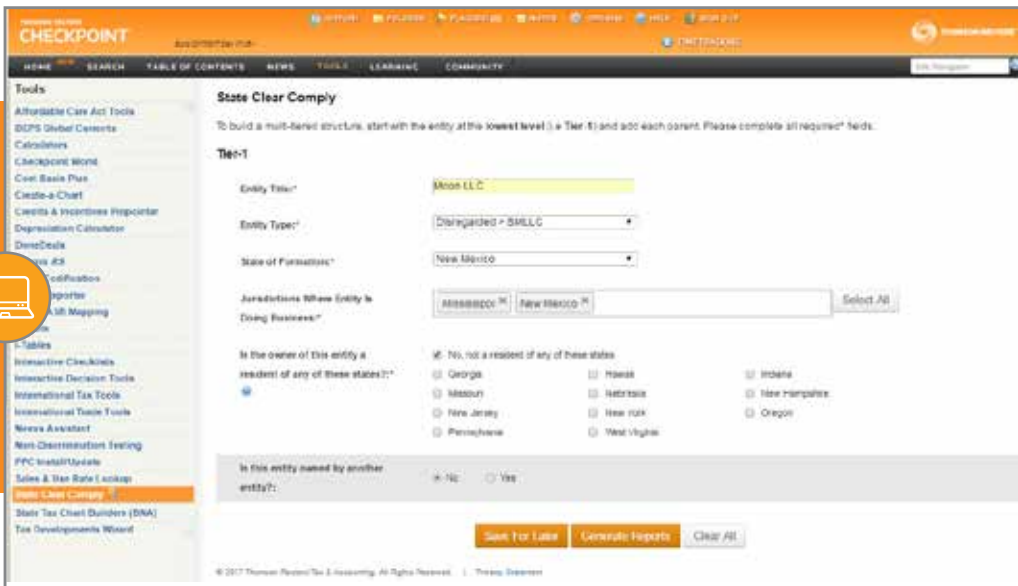 CHECKPOINT
HOME SEARCH TABLE OF CONTENTS NEWS TOOLS LEARNING COMMUNITY
Tools
Affordable Care Act Tools
Calculators
Checkpoint World
Cost Basis Plus
Create-a-Chart
Credits & Incentives
Depreciation Calculator
DoneDeals
Mapping
Interactive Checklists
Interactive Decision Tools
International Tax Tools
International Trade Tools
Nexus Assistant
Non-Discrimination Testing
PPC Install/Update
Sales & Use Rate Lookup
State Clear Comply
State Tax Chart Builders (BNA)
Tax Developments Wizard
State Clear Comply
To build a multi-tiered structure, start with the entity at the lowest level (i.e Tier-1) and add each parent. Please complete all required* fields.
Tier-1
Entity Title:* Moon LLC
Entity Type:* Disregarded > SMLLC
State of Formation:* New Mexico
Jurisdictions Where Entity Is
Doing Business:* Mississippi New Mexico Select All
Is the owner of this entity a
resident of any of these states?:*
No, not a resident of any of these states
Georgia Hawaii Indiana
Missouri Nebraska New Hampshire
New Jersey New York Oregon
Pennsylvania West Virginia
Is this entity owned by another
entity?: No Yes
Save For Later Generate Reports Clear All
© 2017 Thomson Reuters/Tax & Accounting. All Rights Reserved. | Privacy Statement